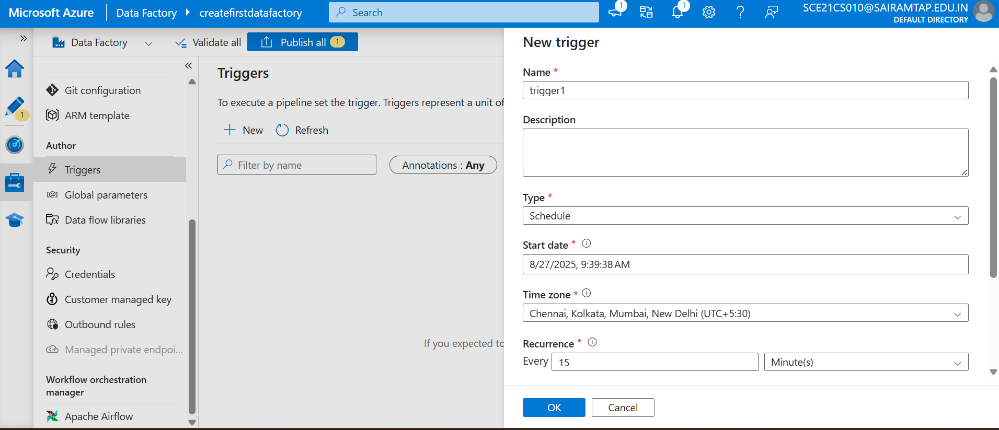 Microsoft Azure
Data Factory
createfirstdatafactory
Search
1
1
SCE21CS010@SAIRAMTAP.EDU.IN
DEFAULT DIRECTORY
Data Factory
Validate all
Publish all 1
1
Git configuration
ARM template
Author
Triggers
Global parameters
Data flow libraries
Security
Credentials
Customer managed key
Outbound rules
Managed private endpoi...
Workflow orchestration
manager
Apache Airflow
Triggers
To execute a pipeline set the trigger. Triggers represent a unit of
New
Refresh
Filter by name
Annotations : Any
If you expected to
New trigger
Name *
trigger1
Description
Type *
Schedule
Start date *
8/27/2025, 9:39:38 AM
Time zone *
Chennai, Kolkata, Mumbai, New Delhi (UTC+5:30)
Recurrence *
Every 15 Minute(s)
OK
Cancel